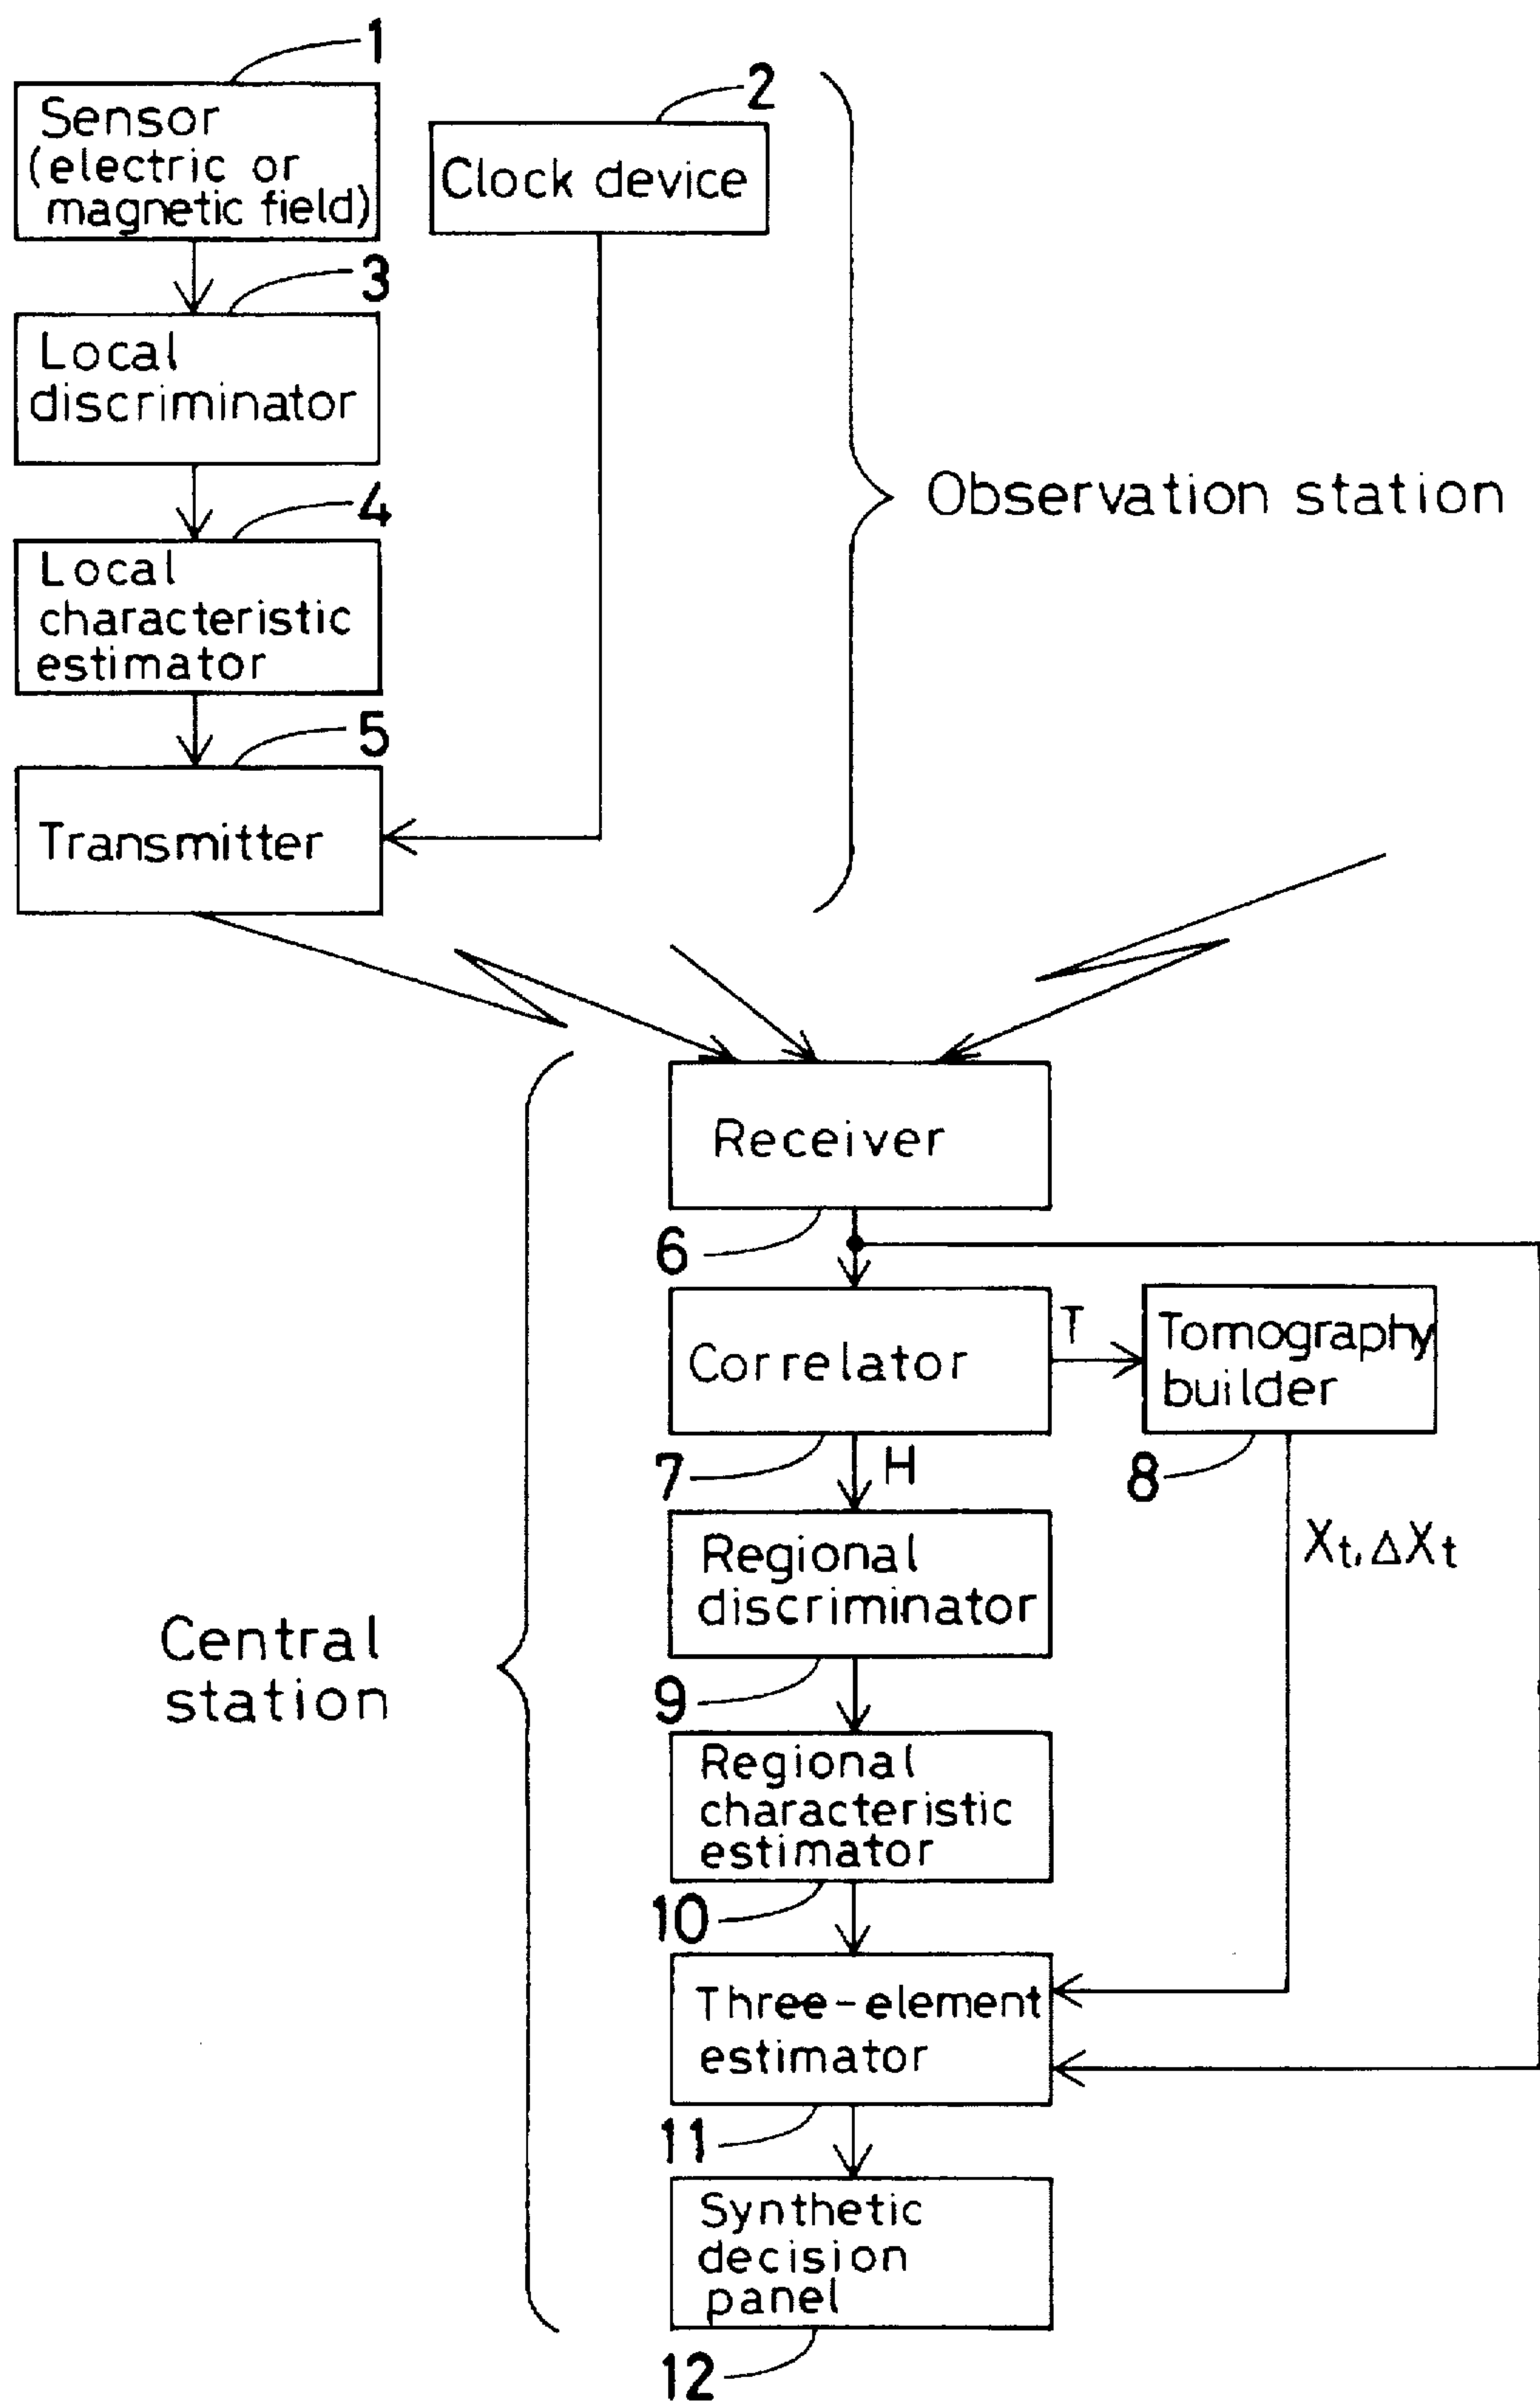 1
Sensor
(electric or
magnetic field)
2
Clock device
3
Local
discriminator
4
Local
characteristic
estimator
5
Transmitter
Observation station
Receiver
6
Correlator
T
Tomography
builder
7
H
8
Xt, ΔXt
Regional
discriminator
9
Central
station
Regional
characteristic
estimator
10
Three-element
estimator
11
Synthetic
decision
panel
12